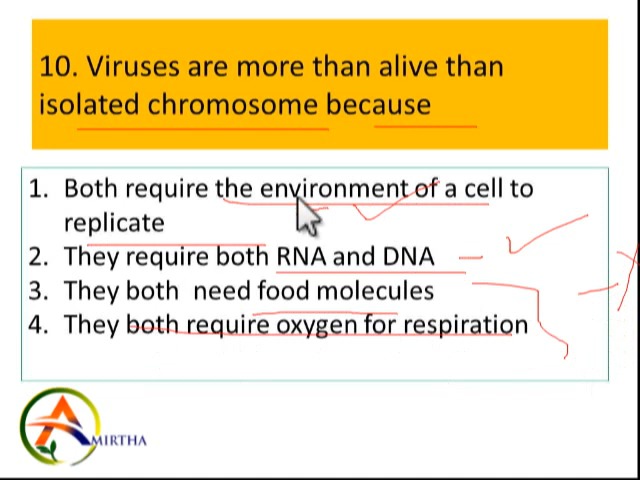 10. Viruses are more than alive than
isolated chromosome because
1. Both require the environment of a cell to
replicate
2. They require both RNA and DNA
3. They both need food molecules
4. They both require oxygen for respiration
AMIRTHA